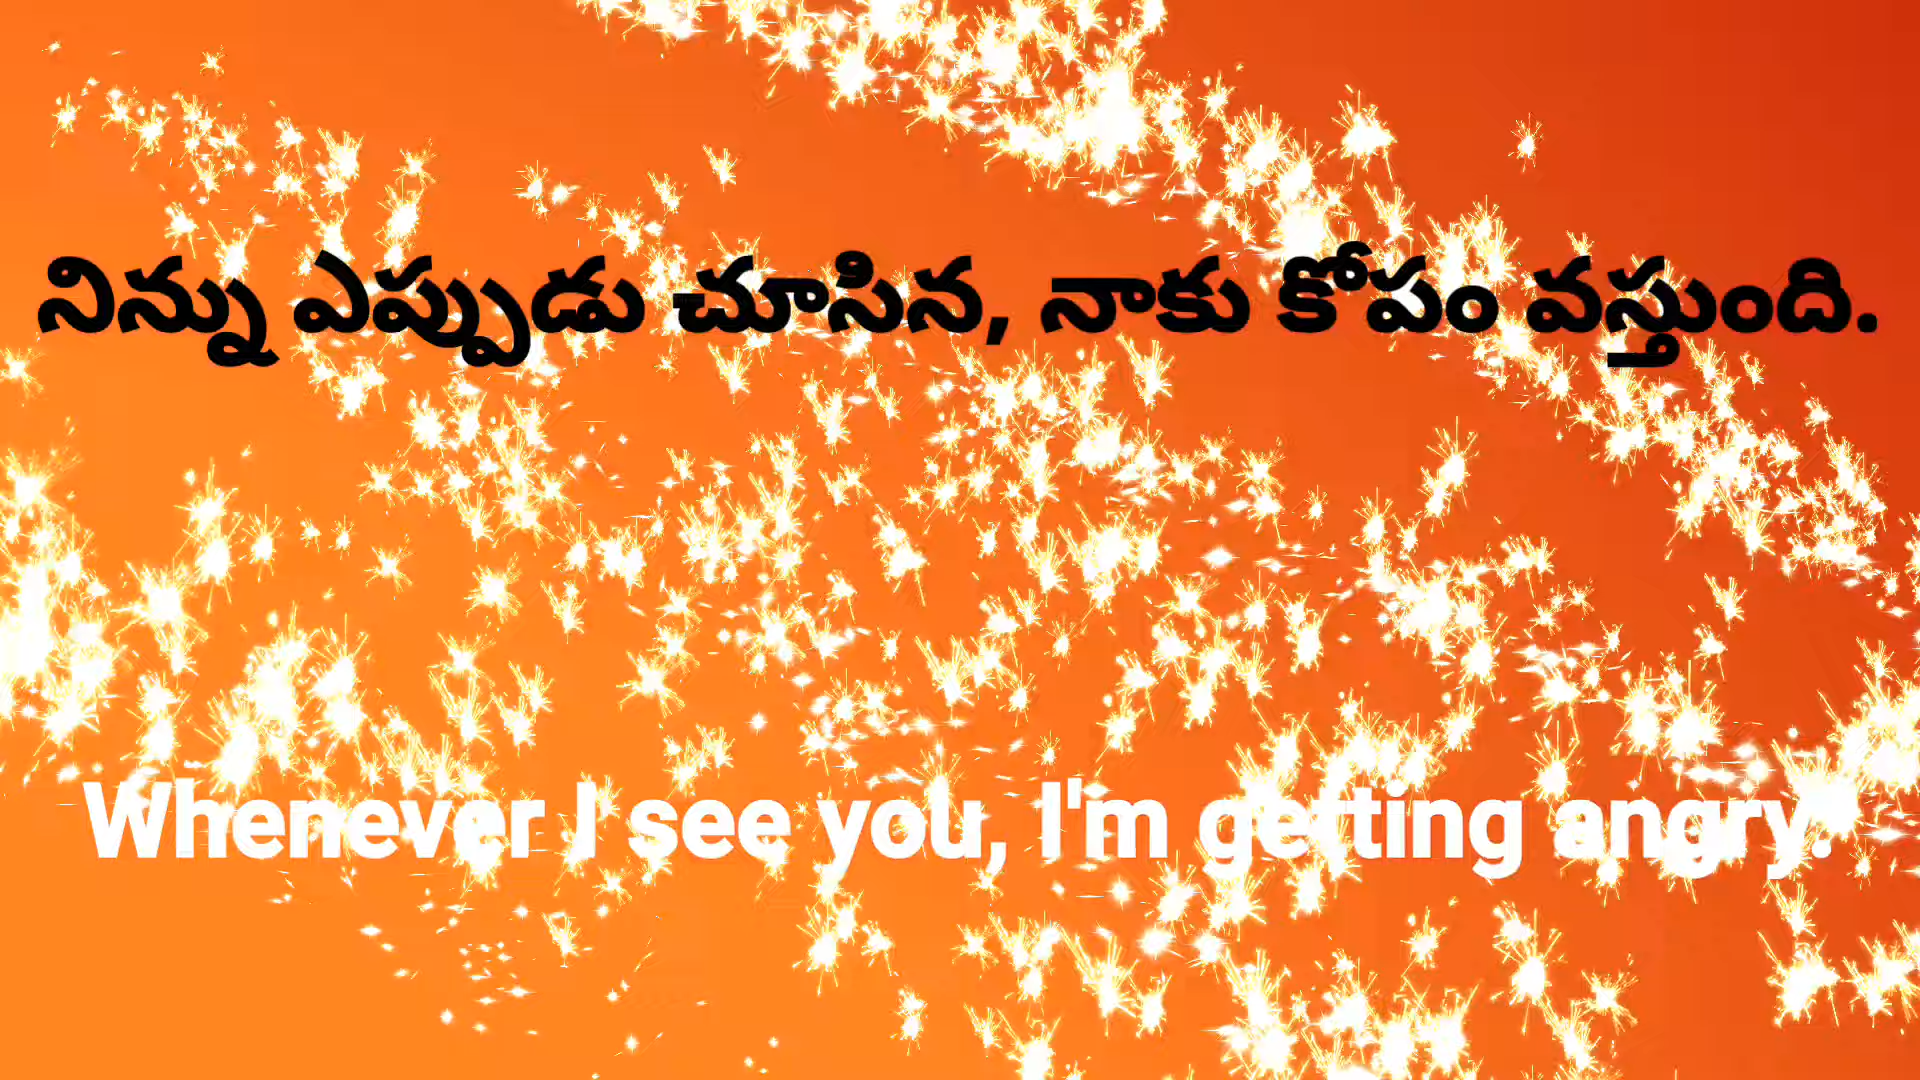 నిన్ను ఎప్పుడు చూసిన, నాకు కోపం వస్తుంది.
Whenever I see you, I'm getting angry.